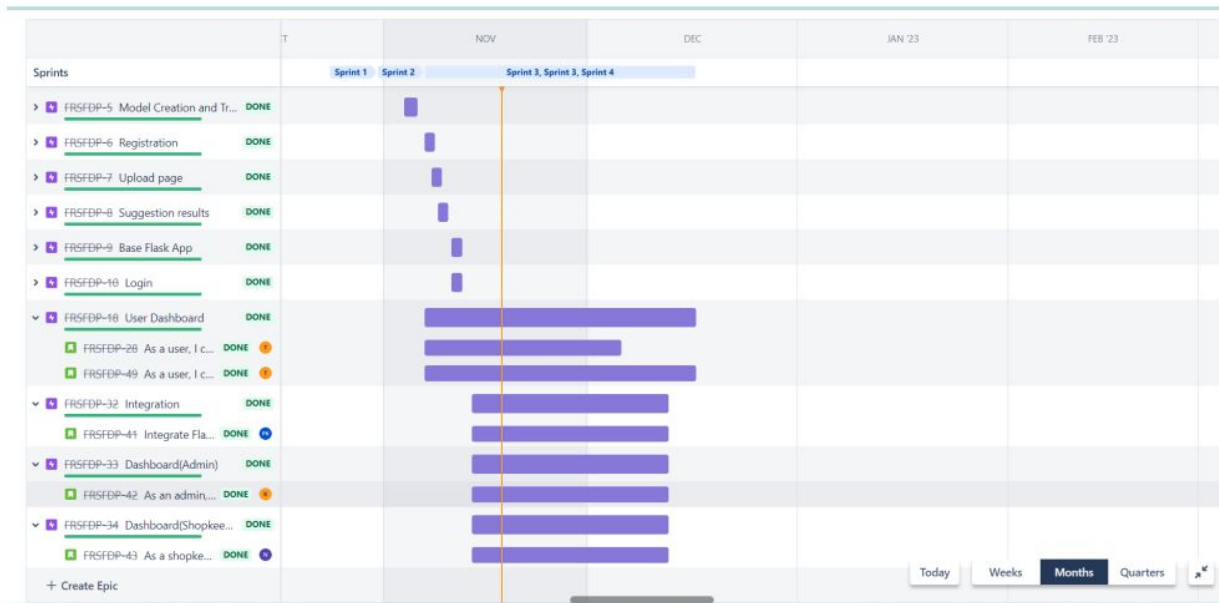 T NOV DEC JAN '23 FEB '23
Sprints Sprint 1 Sprint 2 Sprint 3, Sprint 3, Sprint 4
FRSFDP-5 Model Creation and Tr... DONE
FRSFDP-6 Registration DONE
FRSFDP-7 Upload page DONE
FRSFDP-8 Suggestion results DONE
FRSFDP-9 Base Flask App DONE
FRSFDP-10 Login DONE
FRSFDP-18 User Dashboard DONE
FRSFDP-28 As a user, I c... DONE
FRSFDP-49 As a user, I c... DONE
FRSFDP-32 Integration DONE
FRSFDP-41 Integrate Fla... DONE
FRSFDP-33 Dashboard(Admin) DONE
FRSFDP-42 As an admin,... DONE
FRSFDP-34 Dashboard(Shopkee... DONE
FRSFDP-43 As a shopke... DONE
+ Create Epic
Today Weeks Months Quarters